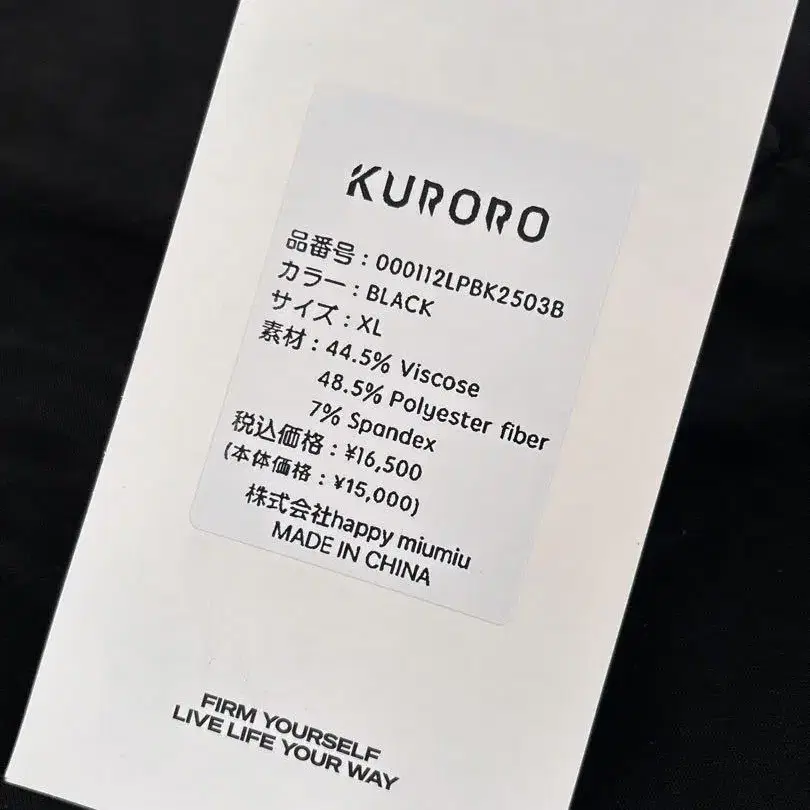 KURORO
品番号：000112LPBK2503B
カラー：BLACK
サイズ：XL
素材：44.5% Viscose
48.5% Polyester fiber
7% Spandex
税込価格：¥16,500
(本体価格：¥15,000)
株式会社happy miumiu
MADE IN CHINA
FIRM YOURSELF
LIVE LIFE YOUR WAY